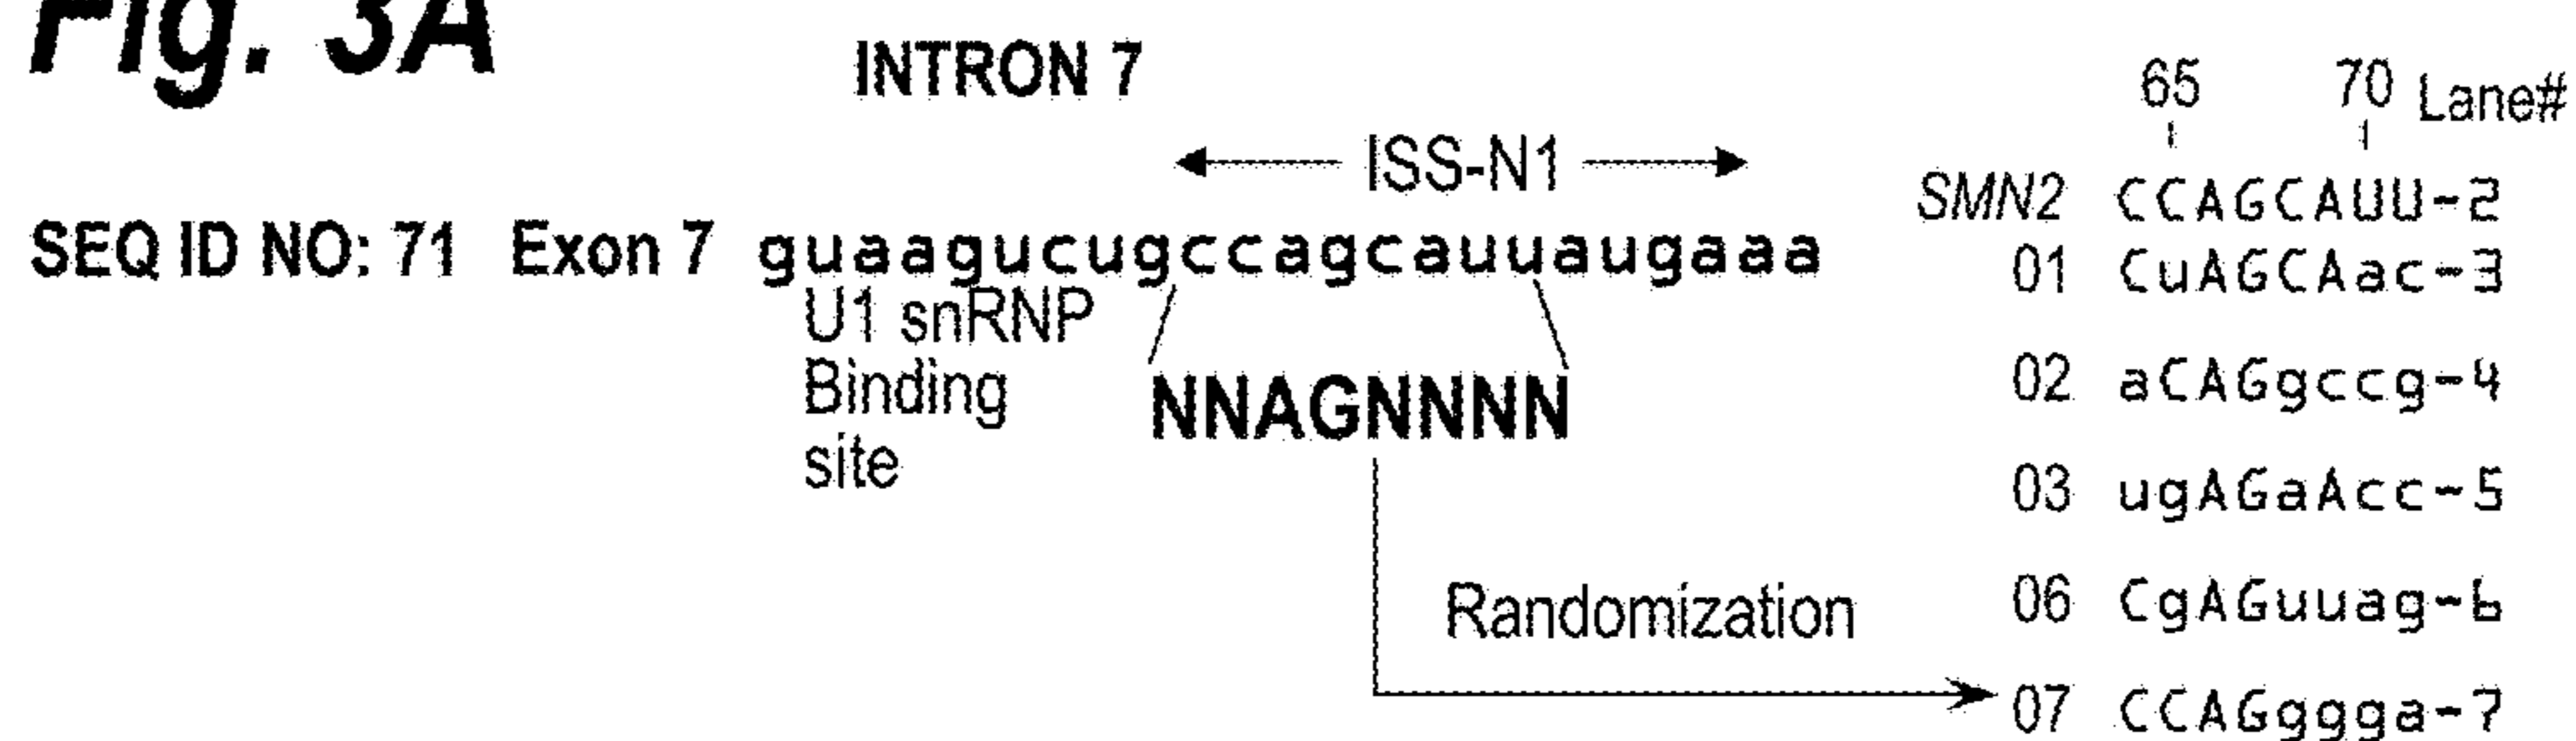 Fig. 3A
INTRON 7
65 70 Lane#
ISS-N1
SMN2 CCAGCAUU-2
SEQ ID NO: 71 Exon 7 guaagucugccagcauuaugaaa
01 CuAGCAac-3
U1 snRNP
Binding
site
NNAGNNNN
02 aCAGgccg-4
03 ugAGaAcc-5
Randomization
06 CgAGuuag-6
07 CCAGggga-7